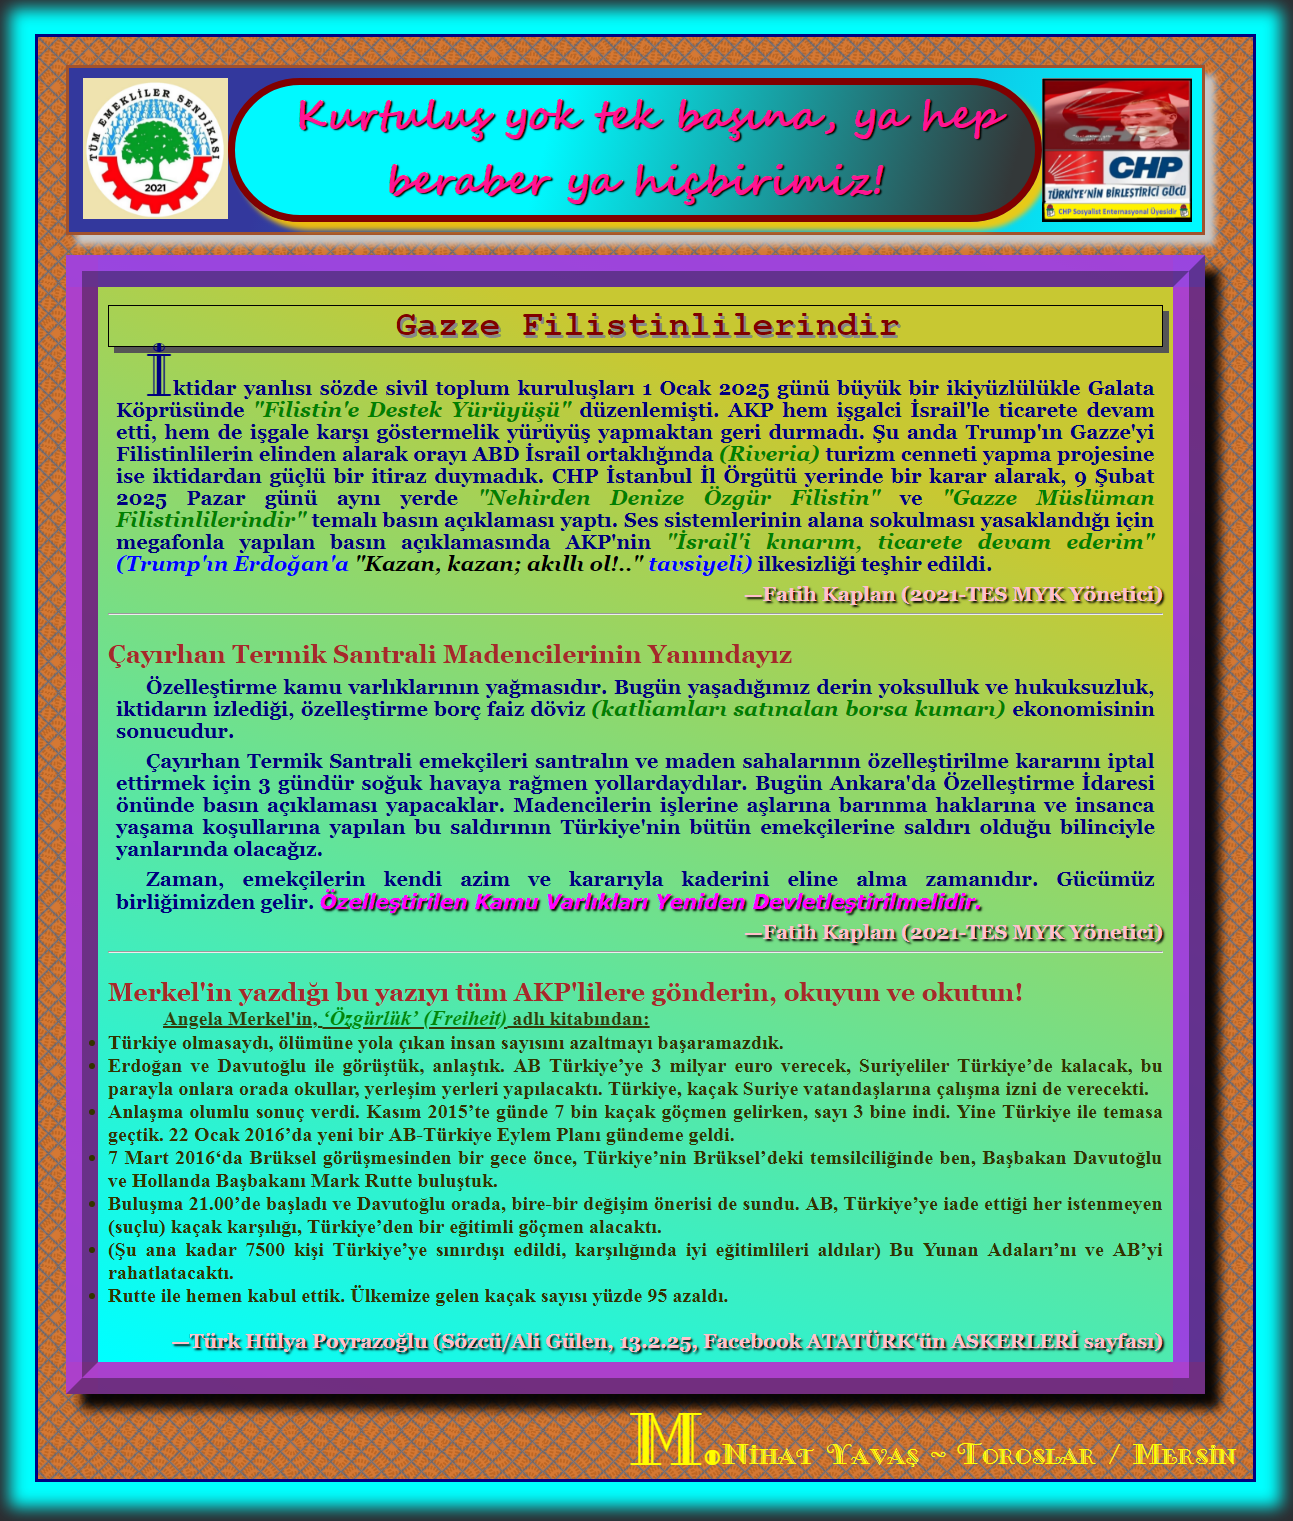 TÜM EMEKLİLER SENDİKASI
2021
Kurtuluş yok tek başına, ya hep
beraber ya hiçbirimiz!
CHP
CHP
TÜRKİYE'NİN BİRLEŞTİRİCİ GÜCÜ
CHP Sosyalist Enternasyonal Üyesidir
Gazze Filistinlilerindir
İktidar yanlısı sözde sivil toplum kuruluşları 1 Ocak 2025 günü büyük bir ikiyüzlülükle Galata
Köprüsünde "Filistin'e Destek Yürüyüşü" düzenlemişti. AKP hem işgalci İsrail'le ticarete devam
etti, hem de işgale karşı göstermelik yürüyüş yapmaktan geri durmadı. Şu anda Trump'ın Gazze'yi
Filistinlilerin elinden alarak orayı ABD İsrail ortaklığında (Riveria) turizm cenneti yapma projesine
ise iktidardan güçlü bir itiraz duymadık. CHP İstanbul İl Örgütü yerinde bir karar alarak, 9 Şubat
2025 Pazar günü aynı yerde "Nehirden Denize Özgür Filistin" ve "Gazze Müslüman
Filistinlilerindir" temalı basın açıklaması yaptı. Ses sistemlerinin alana sokulması yasaklandığı için
megafonla yapılan basın açıklamasında AKP'nin "İsrail'i kınarım, ticarete devam ederim"
(Trump'ın Erdoğan'a "Kazan, kazan; akıllı ol!.." tavsiyeli) ilkesizliği teşhir edildi.
—Fatih Kaplan (2021-TES MYK Yönetici)
Çayırhan Termik Santrali Madencilerinin Yanındayız
Özelleştirme kamu varlıklarının yağmasıdır. Bugün yaşadığımız derin yoksulluk ve hukuksuzluk,
iktidarın izlediği, özelleştirme borç faiz döviz (katliamları satınalan borsa kumarı) ekonomisinin
sonucudur.
Çayırhan Termik Santrali emekçileri santralın ve maden sahalarının özelleştirilme kararını iptal
ettirmek için 3 gündür soğuk havaya rağmen yollardaydılar. Bugün Ankara'da Özelleştirme İdaresi
önünde basın açıklaması yapacaklar. Madencilerin işlerine aşlarına barınma haklarına ve insanca
yaşama koşullarına yapılan bu saldırının Türkiye'nin bütün emekçilerine saldırı olduğu bilinciyle
yanlarında olacağız.
Zaman, emekçilerin kendi azim ve kararıyla kaderini eline alma zamanıdır. Gücümüz
birliğimizden gelir. Özelleştirilen Kamu Varlıkları Yeniden Devletleştirilmelidir.
—Fatih Kaplan (2021-TES MYK Yönetici)
Merkel'in yazdığı bu yazıyı tüm AKP'lilere gönderin, okuyun ve okutun!
Angela Merkel'in, ‘Özgürlük’ (Freiheit) adlı kitabından:
• Türkiye olmasaydı, ölümüne yola çıkan insan sayısını azaltmayı başaramazdık.
• Erdoğan ve Davutoğlu ile görüştük, anlaştık. AB Türkiye’ye 3 milyar euro verecek, Suriyeliler Türkiye’de kalacak, bu
parayla onlara orada okullar, yerleşim yerleri yapılacaktı. Türkiye, kaçak Suriye vatandaşlarına çalışma izni de verecekti.
• Anlaşma olumlu sonuç verdi. Kasım 2015’te günde 7 bin kaçak göçmen gelirken, sayı 3 bine indi. Yine Türkiye ile temasa
geçtik. 22 Ocak 2016’da yeni bir AB-Türkiye Eylem Planı gündeme geldi.
• 7 Mart 2016‘da Brüksel görüşmesinden bir gece önce, Türkiye’nin Brüksel’deki temsilciliğinde ben, Başbakan Davutoğlu
ve Hollanda Başbakanı Mark Rutte buluştuk.
• Buluşma 21.00’de başladı ve Davutoğlu orada, bire-bir değişim önerisi de sundu. AB, Türkiye’ye iade ettiği her istenmeyen
(suçlu) kaçak karşılığı, Türkiye’den bir eğitimli göçmen alacaktı.
• (Şu ana kadar 7500 kişi Türkiye’ye sınırdışı edildi, karşılığında iyi eğitimlileri aldılar) Bu Yunan Adaları’nı ve AB’yi
rahatlatacaktı.
• Rutte ile hemen kabul ettik. Ülkemize gelen kaçak sayısı yüzde 95 azaldı.
—Türk Hülya Poyrazoğlu (Sözcü/Ali Gülen, 13.2.25, Facebook ATATÜRK'ün ASKERLERİ sayfası)
M.Nihat Yavaş ~ Toroslar / Mersin